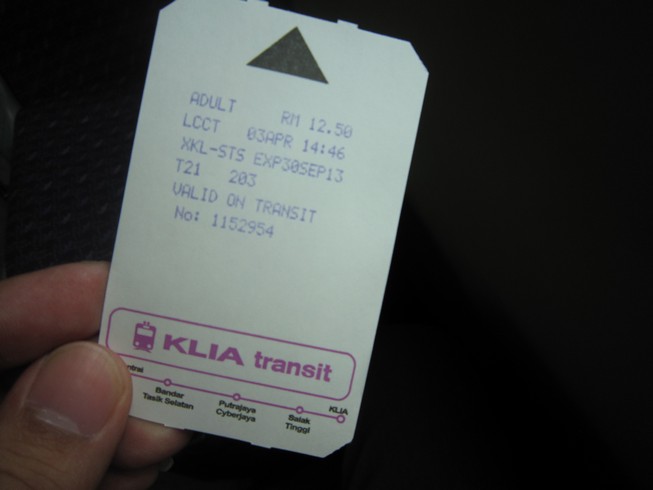 ADULT RM 12.50
LCCT 03APR 14:46
XKL-STS EXP30SEP13
T21 203
VALID ON TRANSIT
No: 1152954
KLIA transit
Bandar
Tasik Selatan
Putrajaya
Cyberjaya
Salak
Tinggi
KLIA